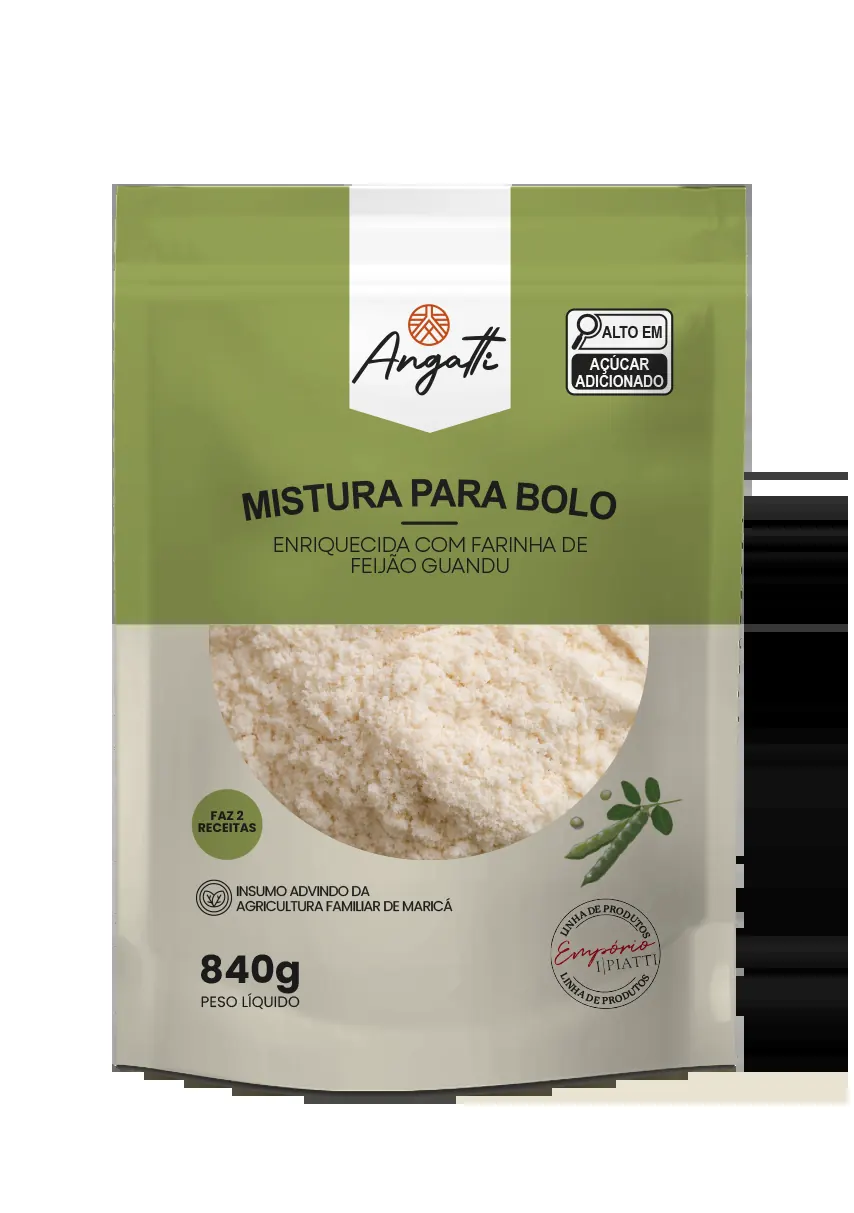 Angatti
ALTO EM
AÇÚCAR
ADICIONADO
MISTURA PARA BOLO
ENRIQUECIDA COM FARINHA DE
FEIJÃO GUANDU
FAZ 2
RECEITAS
INSUMO ADVINDO DA
AGRICULTURA FAMILIAR DE MARICÁ
840g
PESO LÍQUIDO
LINHA DE PRODUTOS
Empório
I|PIATTI
LINHA DE PRODUTOS